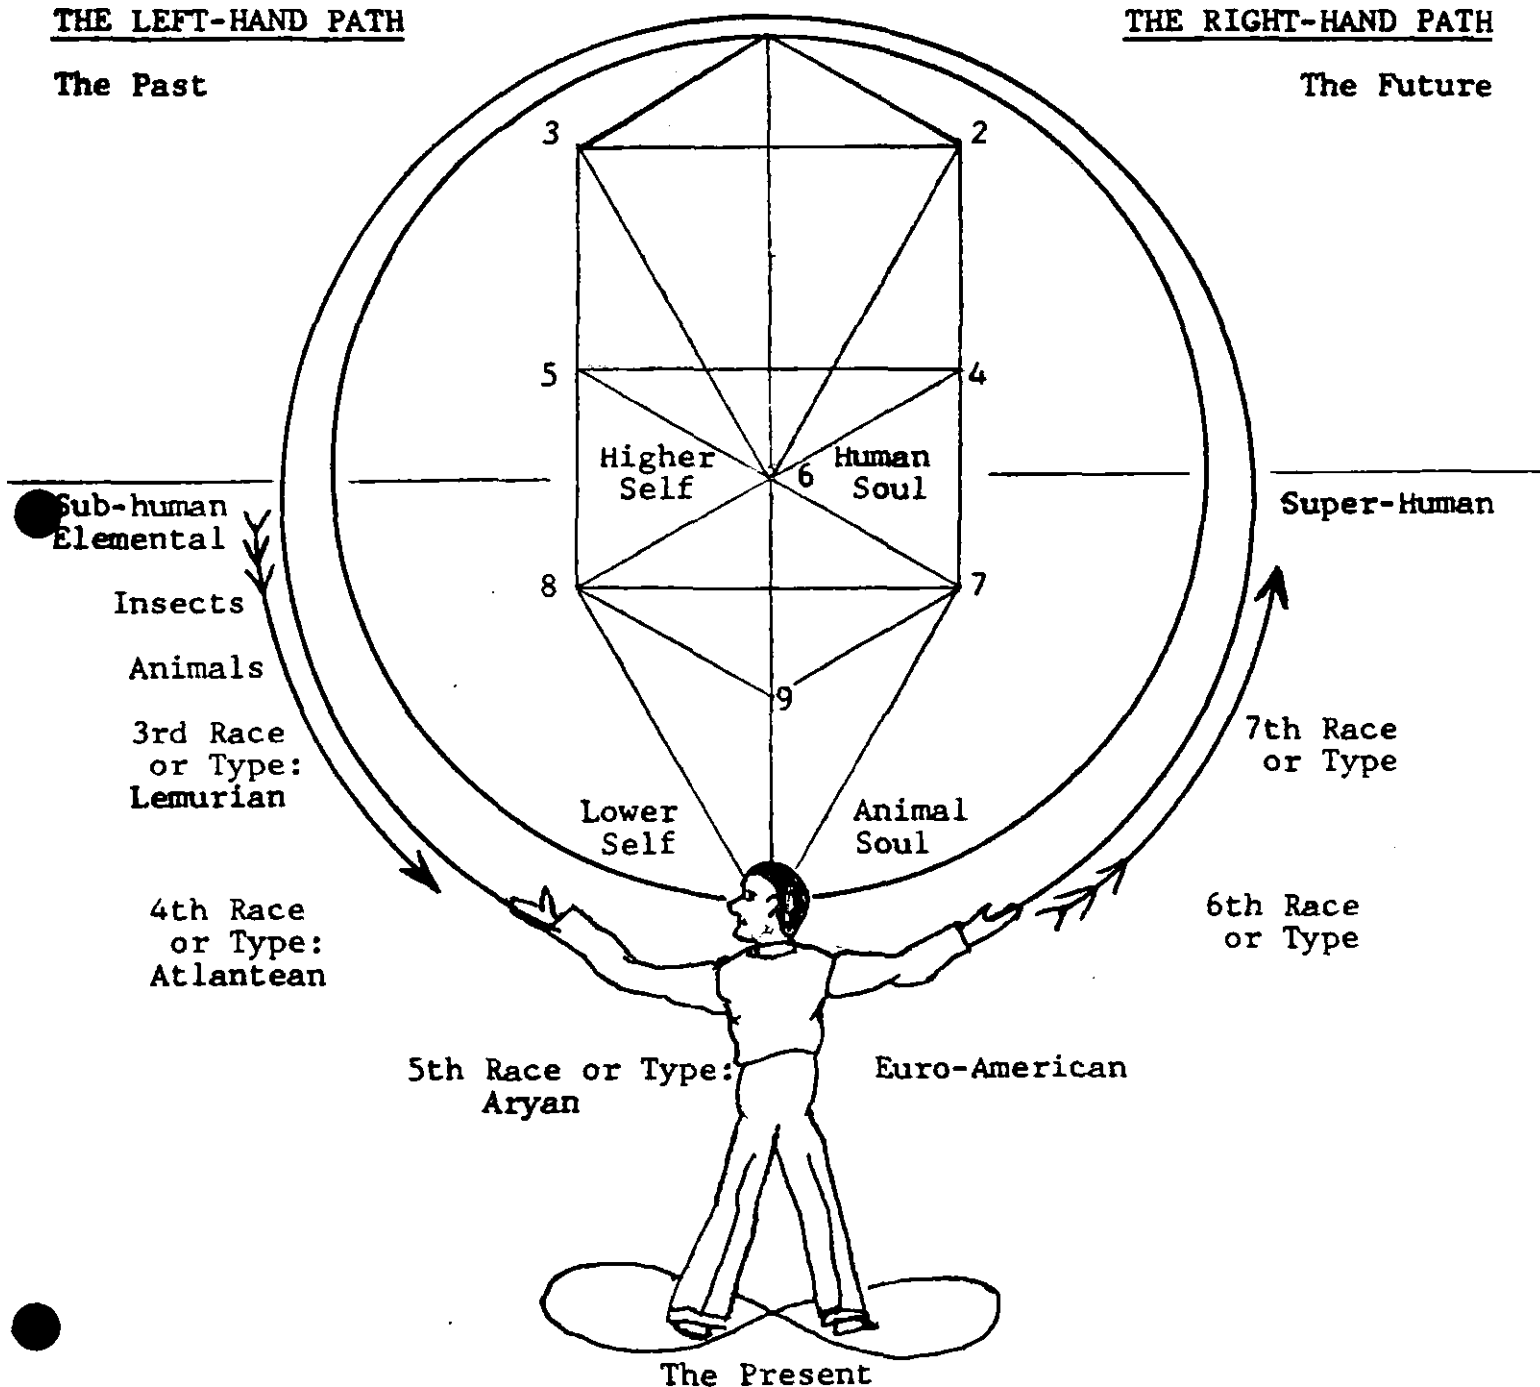 THE LEFT-HAND PATH
THE RIGHT-HAND PATH
The Past
The Future
3
2
5
4
Higher
Self
6
Human
Soul
Sub-human
Elemental
Super-Human
8
7
Insects
Animals
9
3rd Race
or Type:
Lemurian
7th Race
or Type
Lower
Self
Animal
Soul
4th Race
or Type:
Atlantean
6th Race
or Type
5th Race or Type:
Aryan
Euro-American
The Present